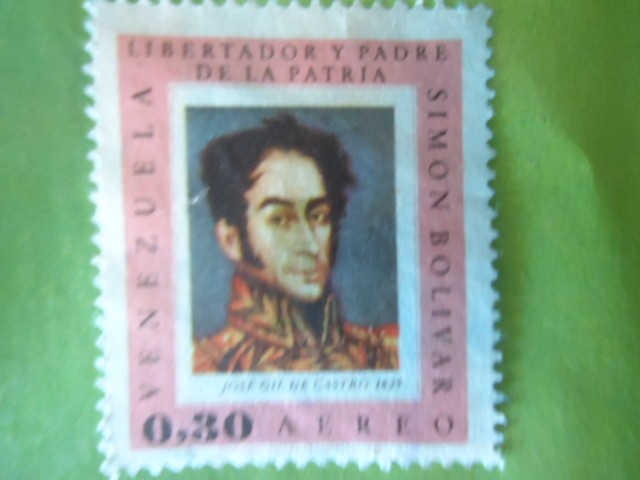 LIBERTADOR Y PADRE
DE LA PATRIA
VENEZUELA
SIMON BOLIVAR
JOSÉ GIL DE CASTRO
0,30 AEREO